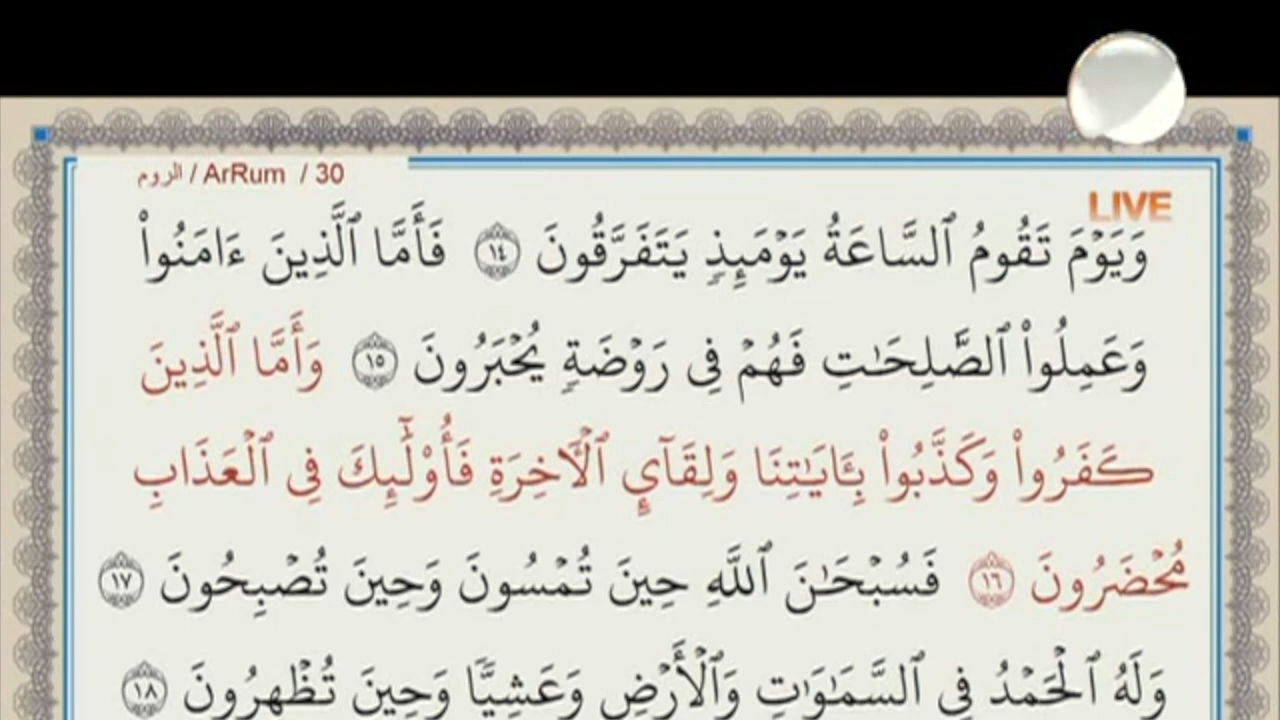 الروم / ArRum / 30
LIVE
وَيَوْمَ تَقُومُ ٱلسَّاعَةُ يَوْمَئِذٍ يَتَفَرَّقُونَ ١٤ فَأَمَّا ٱلَّذِينَ ءَامَنُوا۟
وَعَمِلُوا۟ ٱلصَّٰلِحَٰتِ فَهُمْ فِى رَوْضَةٍ يُحْبَرُونَ ١٥ وَأَمَّا ٱلَّذِينَ
كَفَرُوا۟ وَكَذَّبُوا۟ بِـَٔايَٰتِنَا وَلِقَآئِ ٱلْـَٔاخِرَةِ فَأُو۟لَٰٓئِكَ فِى ٱلْعَذَابِ
مُحْضَرُونَ ١٦ فَسُبْحَٰنَ ٱللَّهِ حِينَ تُمْسُونَ وَحِينَ تُصْبِحُونَ ١٧
وَلَهُ ٱلْحَمْدُ فِى ٱلسَّمَٰوَٰتِ وَٱلْأَرْضِ وَعَشِيًّا وَحِينَ تُظْهِرُونَ ١٨